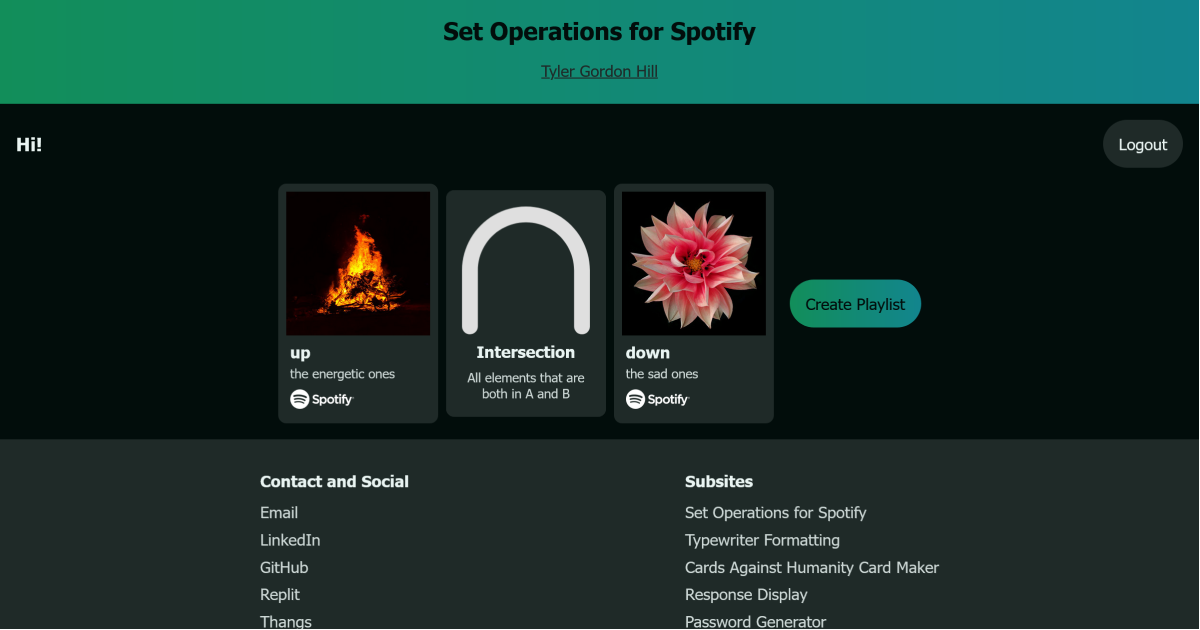 Set Operations for Spotify
Tyler Gordon Hill
Hi!
Logout
up
the energetic ones
Spotify
Intersection
All elements that are
both in A and B
down
the sad ones
Spotify
Create Playlist
Contact and Social
Email
LinkedIn
GitHub
Replit
Thangs
Subsites
Set Operations for Spotify
Typewriter Formatting
Cards Against Humanity Card Maker
Response Display
Password Generator